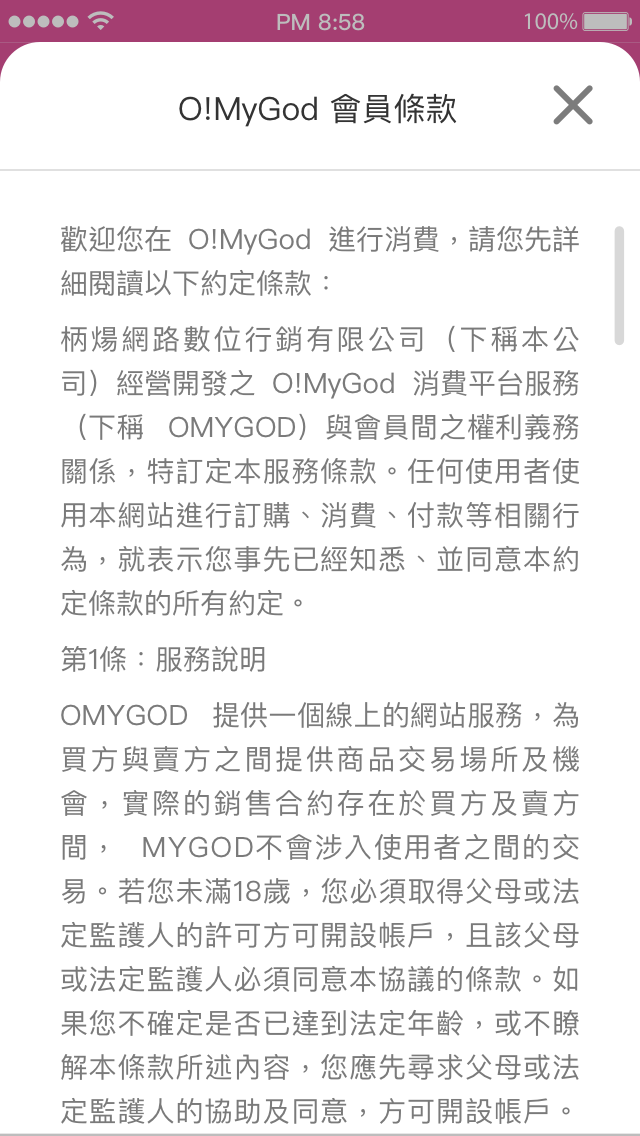 PM 8:58
100%
O!MyGod 會員條款
歡迎您在 O!MyGod 進行消費，請您先詳
細閱讀以下約定條款：
柄煬網路數位行銷有限公司（下稱本公
司）經營開發之 O!MyGod 消費平台服務
（下稱 OMYGOD）與會員間之權利義務
關係，特訂定本服務條款。任何使用者使
用本網站進行訂購、消費、付款等相關行
為，就表示您事先已經知悉、並同意本約
定條款的所有約定。
第1條：服務說明
OMYGOD 提供一個線上的網站服務，為
買方與賣方之間提供商品交易場所及機
會，實際的銷售合約存在於買方及賣方
間， MYGOD不會涉入使用者之間的交
易。若您未滿18歲，您必須取得父母或法
定監護人的許可方可開設帳戶，且該父母
或法定監護人必須同意本協議的條款。如
果您不確定是否已達到法定年齡，或不瞭
解本條款所述內容，您應先尋求父母或法
定監護人的協助及同意，方可開設帳戶。